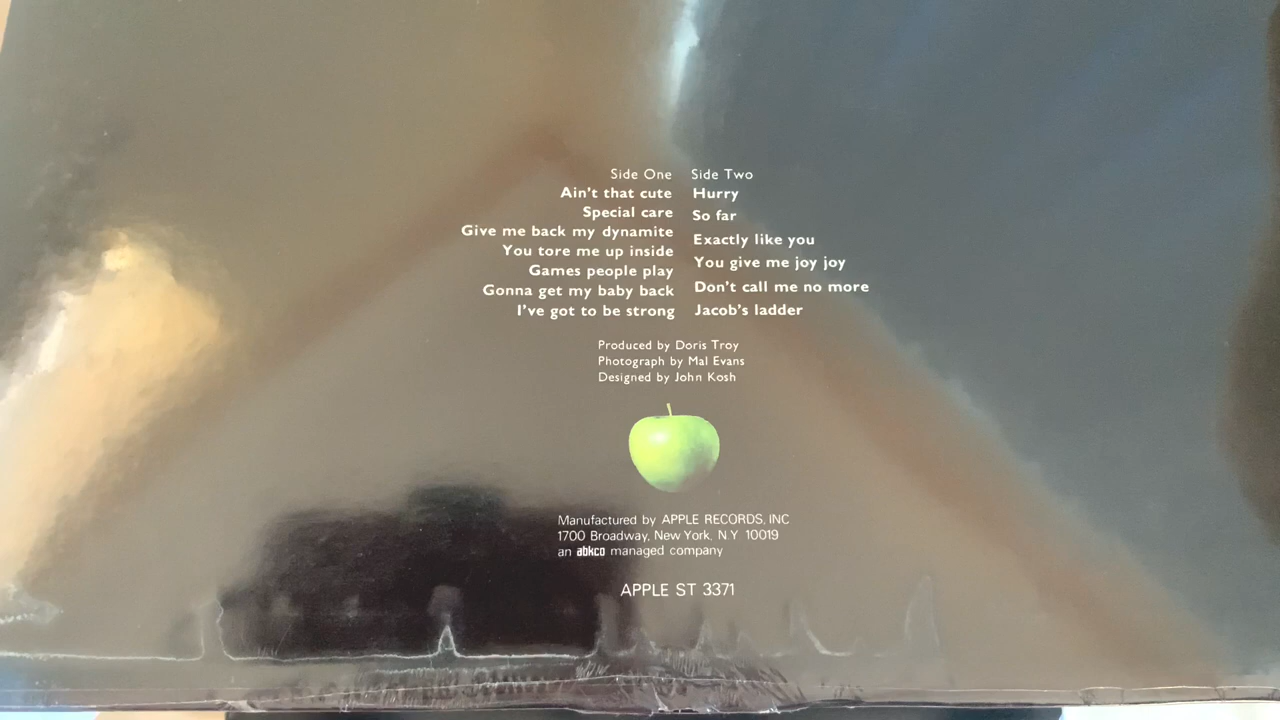 Side One
Ain't that cute
Special care
Give me back my dynamite
You tore me up inside
Games people play
Gonna get my baby back
I've got to be strong
Side Two
Hurry
So far
Exactly like you
You give me joy joy
Don't call me no more
Jacob's ladder
Produced by Doris Troy
Photograph by Mal Evans
Designed by John Kosh
Manufactured by APPLE RECORDS, INC
1700 Broadway, New York, N.Y 10019
an abkco managed company
APPLE ST 3371